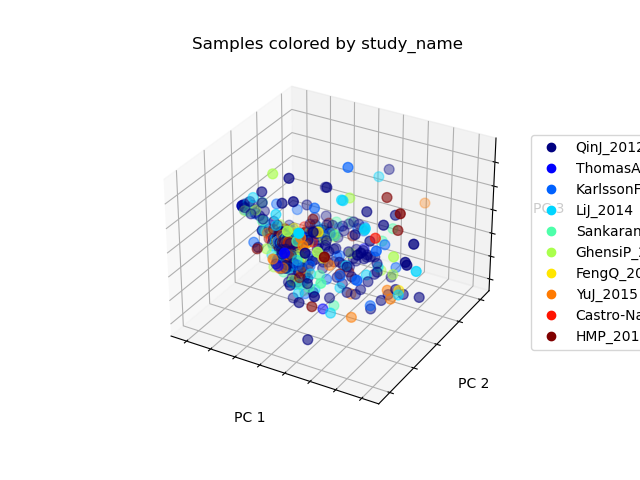 Samples colored by study_name
QinJ_2012
ThomasA
KarlssonF
LiJ_2014
PC 3
Sankaran
GhensiP_
FengQ_20
YuJ_2015
Castro-Na
HMP_201
PC 2
PC 1